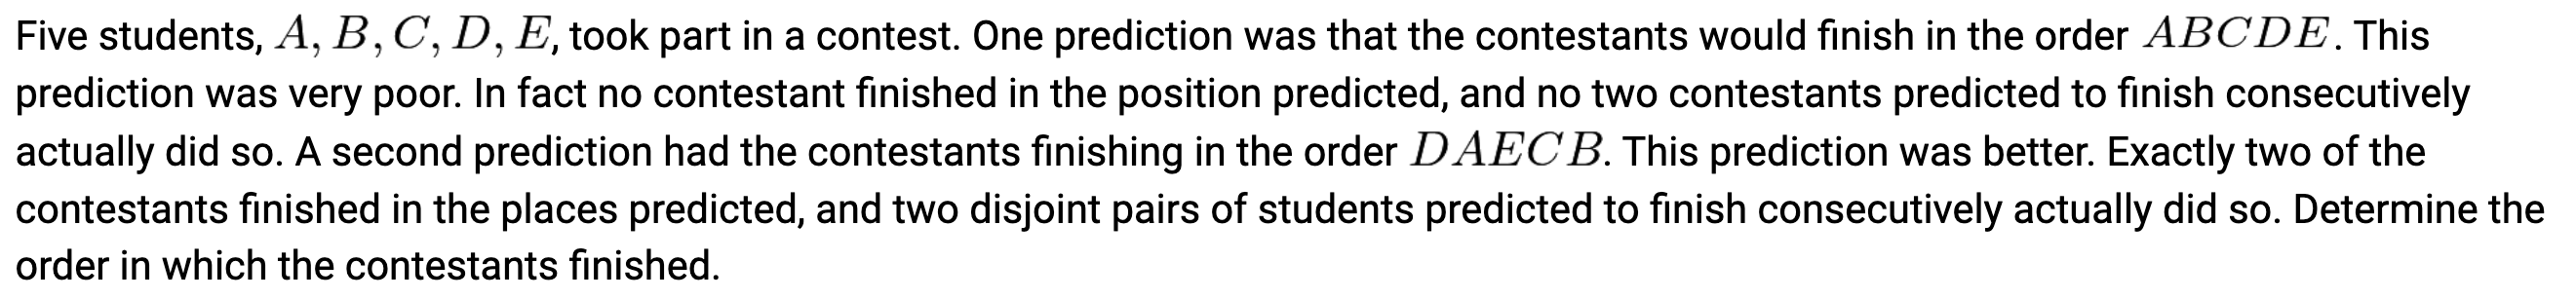 Five students, A, B, C, D, E, took part in a contest. One prediction was that the contestants would finish in the order ABCDE. This
prediction was very poor. In fact no contestant finished in the position predicted, and no two contestants predicted to finish consecutively
actually did so. A second prediction had the contestants finishing in the order DAECB. This prediction was better. Exactly two of the
contestants finished in the places predicted, and two disjoint pairs of students predicted to finish consecutively actually did so. Determine the
order in which the contestants finished.